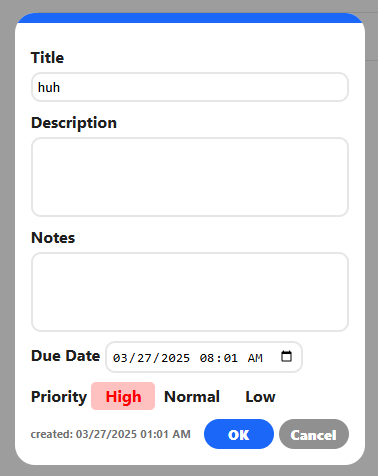 Title
huh
Description
Notes
Due Date 03/27/2025 08:01 AM
Priority High Normal Low
created: 03/27/2025 01:01 AM OK Cancel